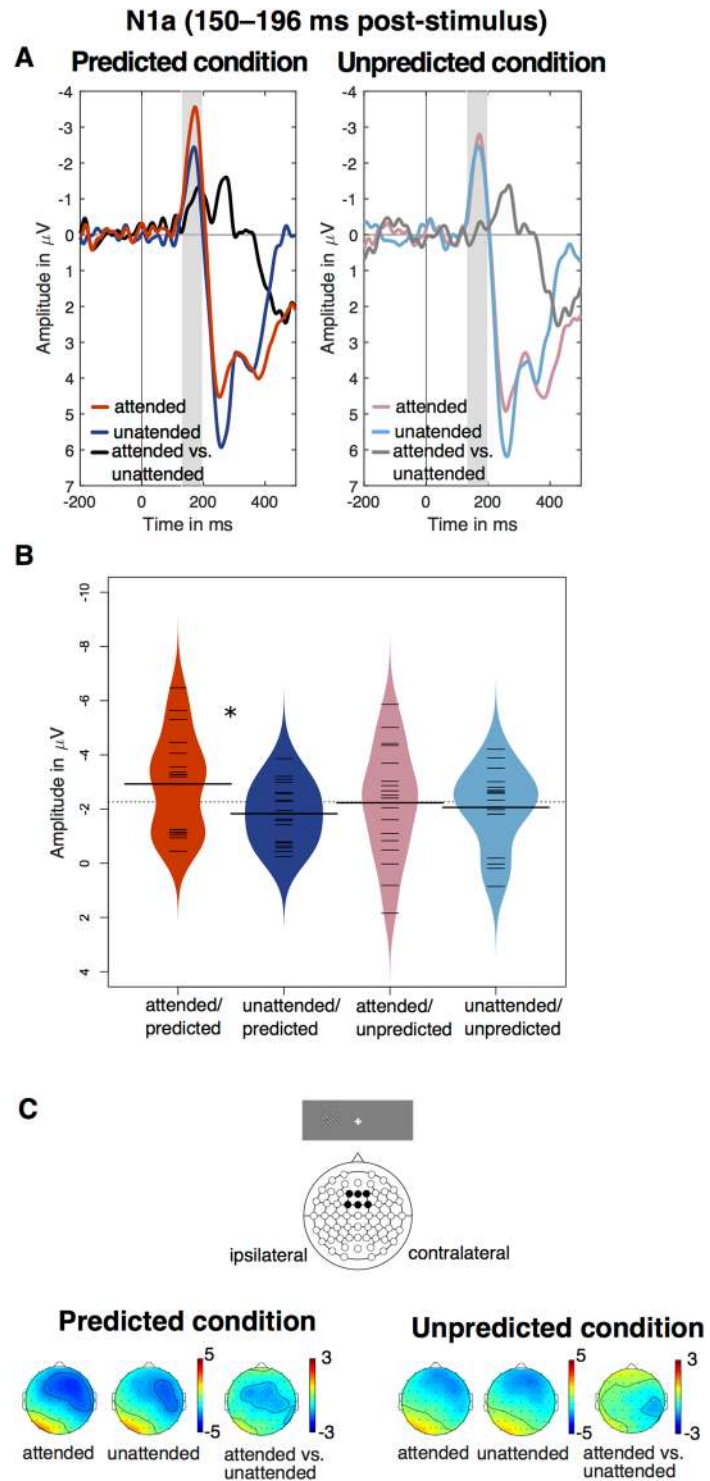 N1a (150–196 ms post-stimulus)
A Predicted condition Unpredicted condition
-4
-3
-2
-1
0
1
2
3
4
5
6
7
Amplitude in µV
attended
unatended
attended vs.
unattended
-200 0 200 400
Time in ms
-4
-3
-2
-1
0
1
2
3
4
5
6
7
Amplitude in µV
attended
unattended
attended vs.
unattended
-200 0 200 400
Time in ms
B
-10
-8
-6
-4
-2
0
2
4
Amplitude in µV
*
attended/ unattended/ attended/ unattended/
predicted predicted unpredicted unpredicted
C
ipsilateral contralateral
Predicted condition Unpredicted condition
5 3 5 3
-5 -3 -5 -3
attended unattended attended vs. attended unattended attended vs.
unattended unattended